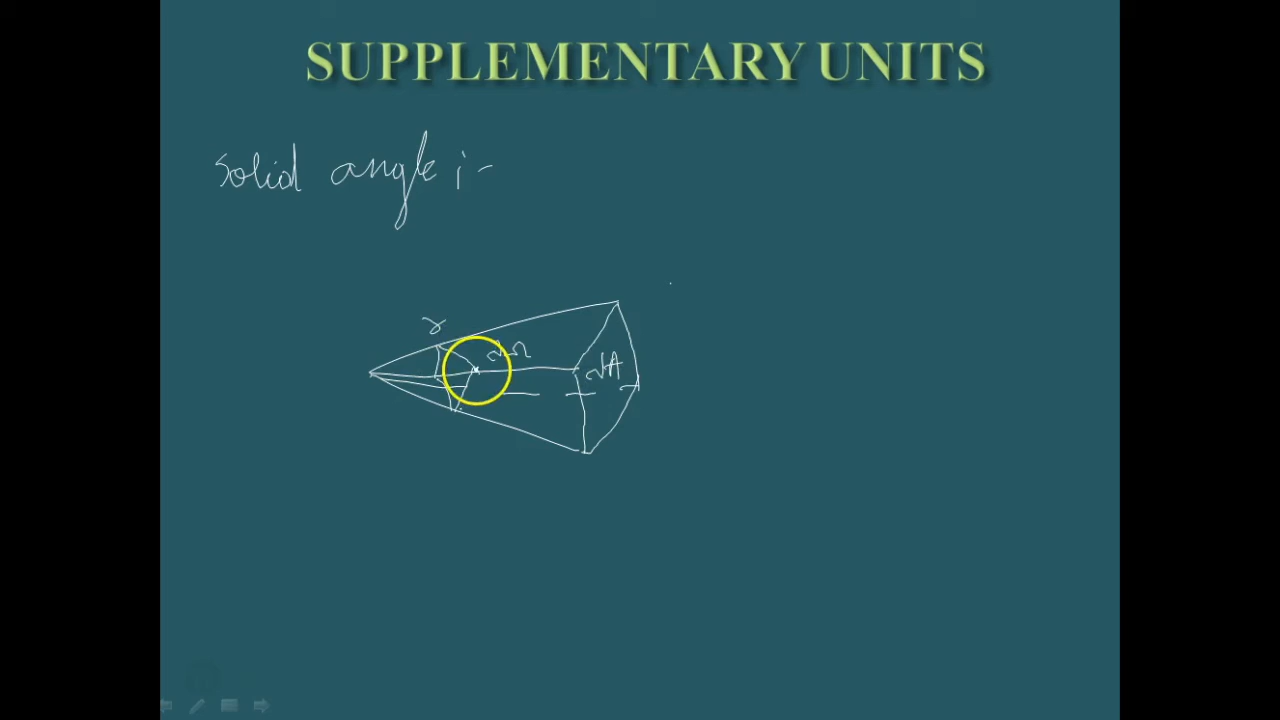 SUPPLEMENTARY UNITS
Solid angle :-
r
dΩ
dA